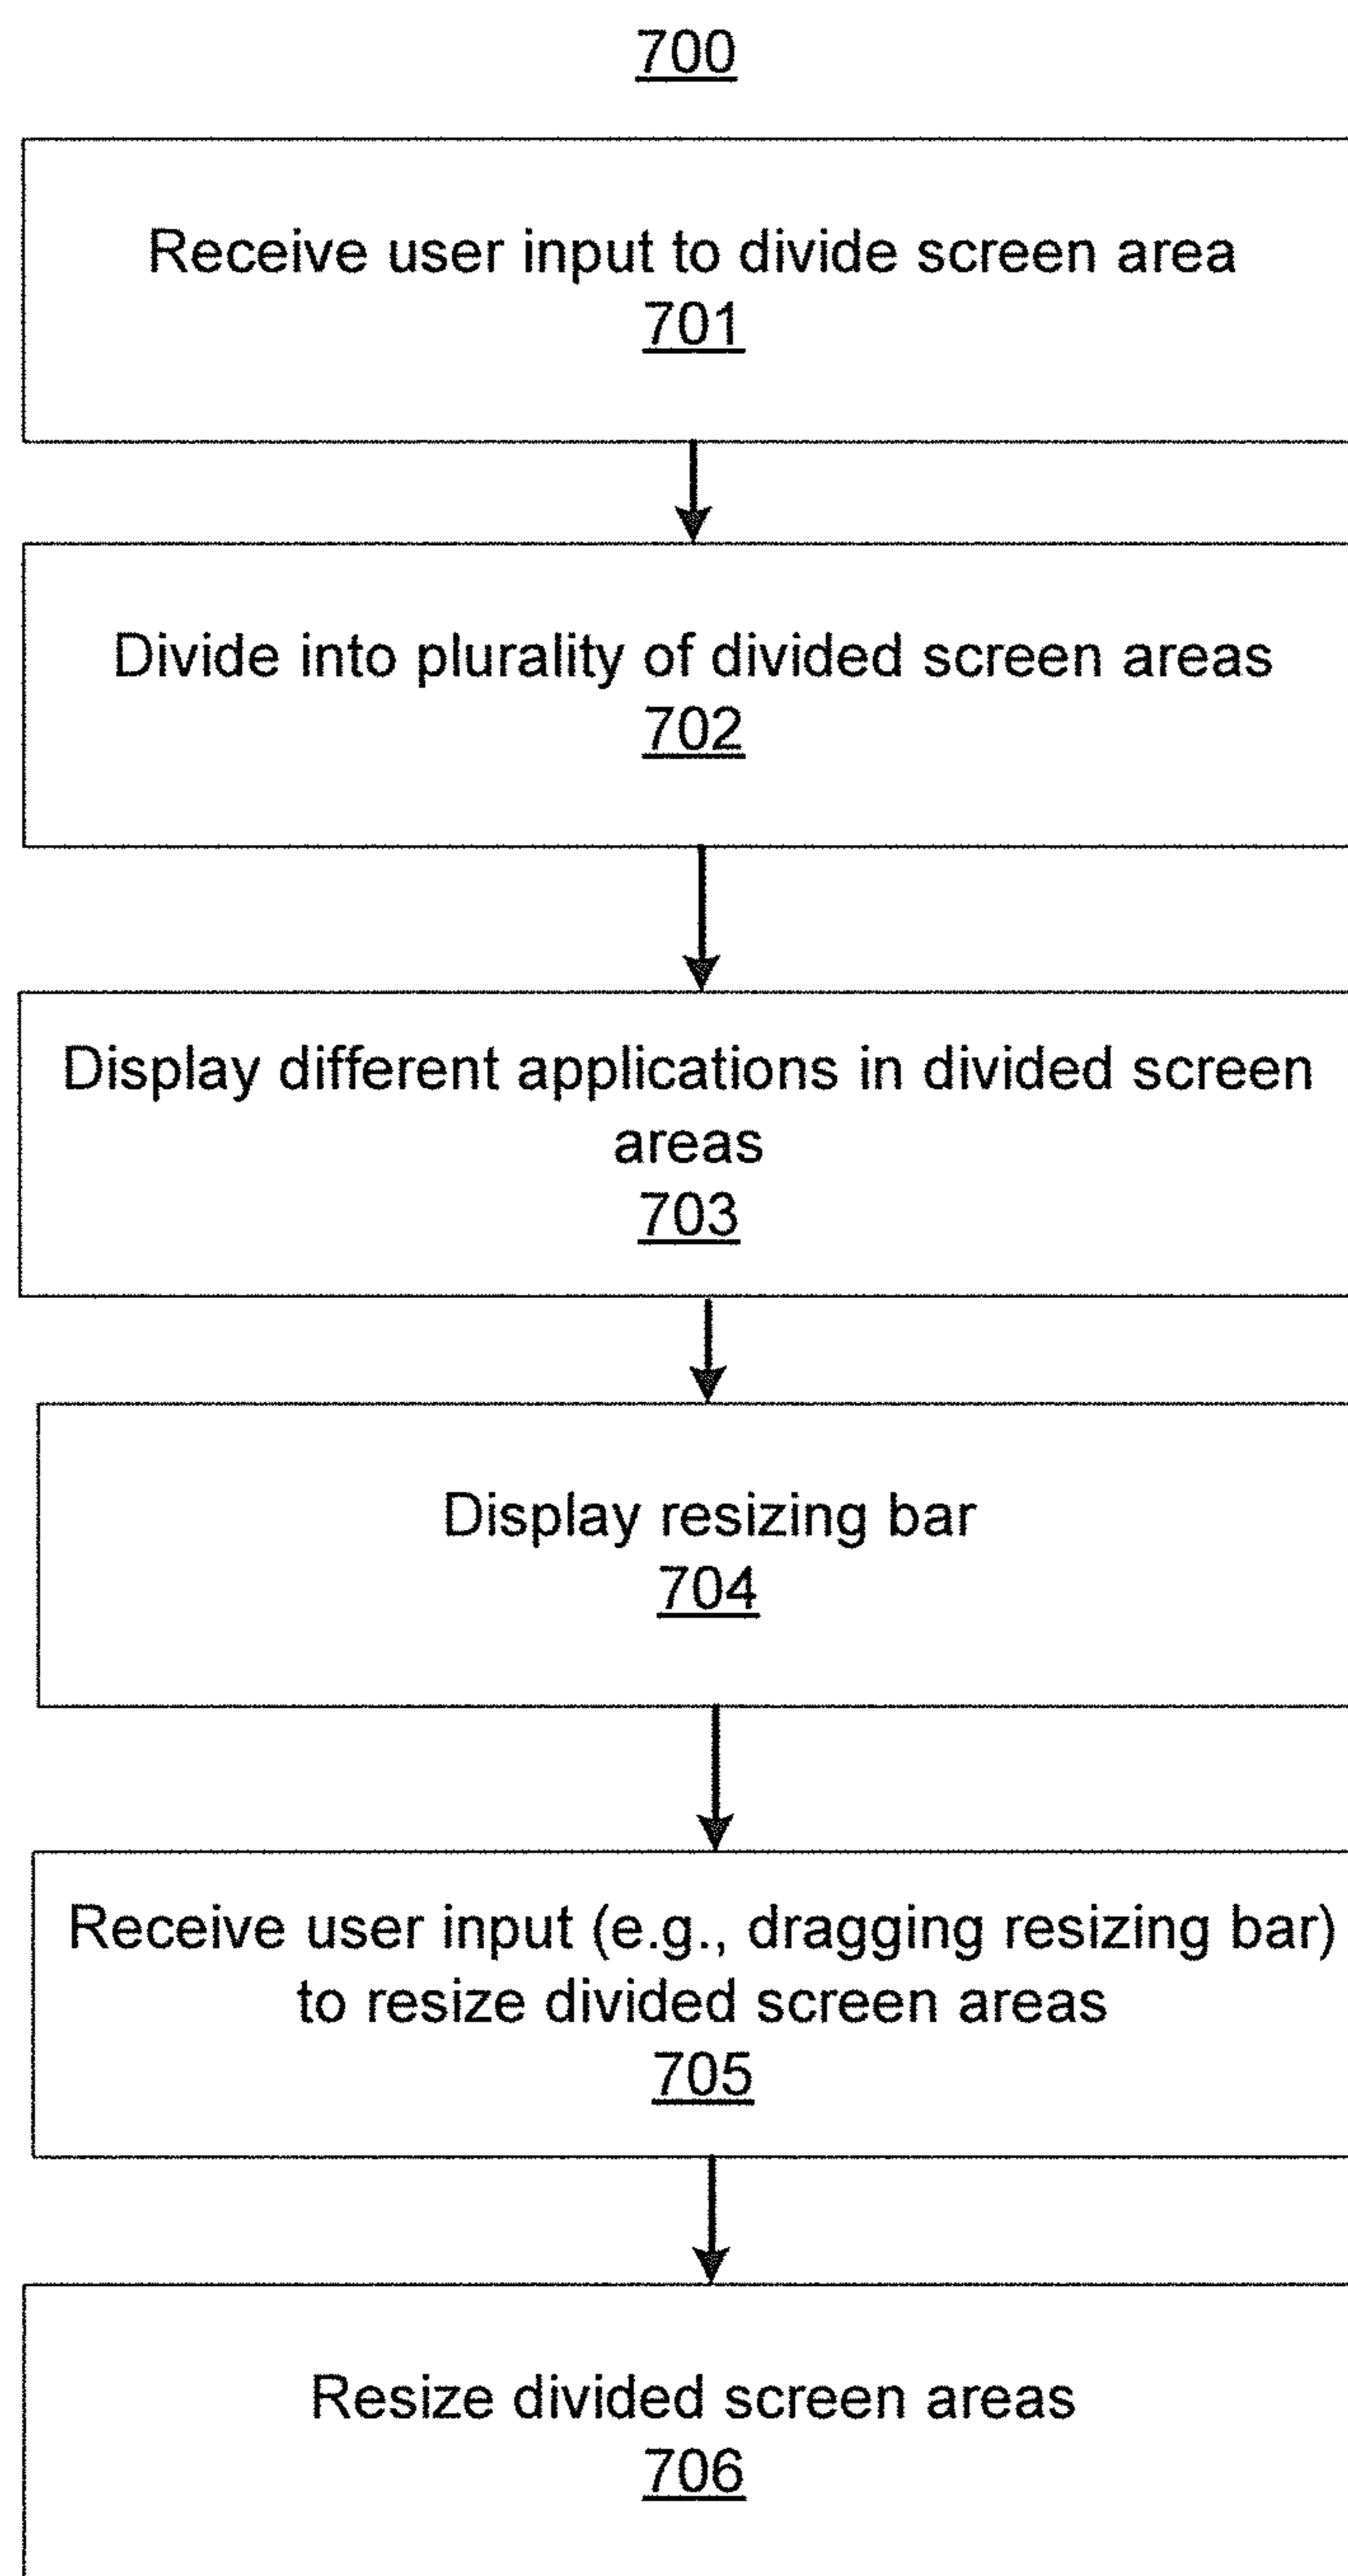 700
Receive user input to divide screen area
701
Divide into plurality of divided screen areas
702
Display different applications in divided screen
areas
703
Display resizing bar
704
Receive user input (e.g., dragging resizing bar)
to resize divided screen areas
705
Resize divided screen areas
706